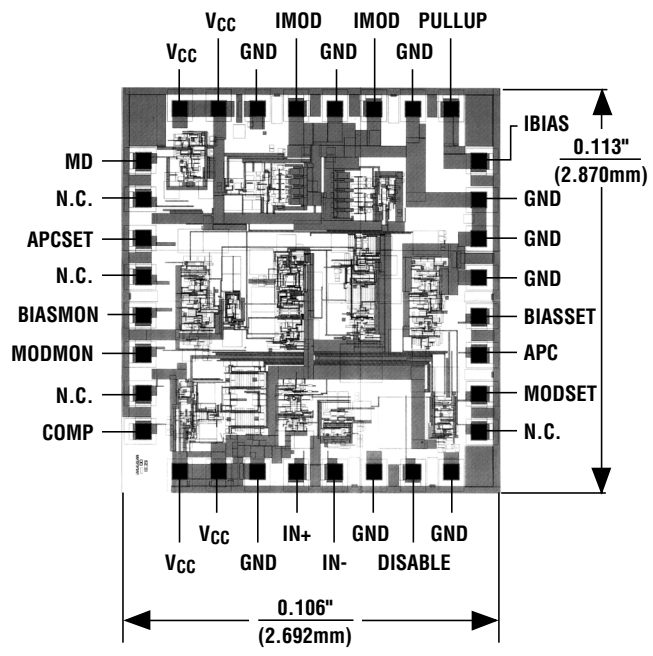 VCC IMOD IMOD PULLUP
VCC GND GND GND
IBIAS
0.113"
(2.870mm)
MD
N.C.
GND
APCSET
GND
N.C.
GND
BIASMON
BIASSET
MODMON
APC
N.C.
MODSET
COMP
N.C.
VCC IN+ GND GND
VCC GND IN- DISABLE
0.106"
(2.692mm)